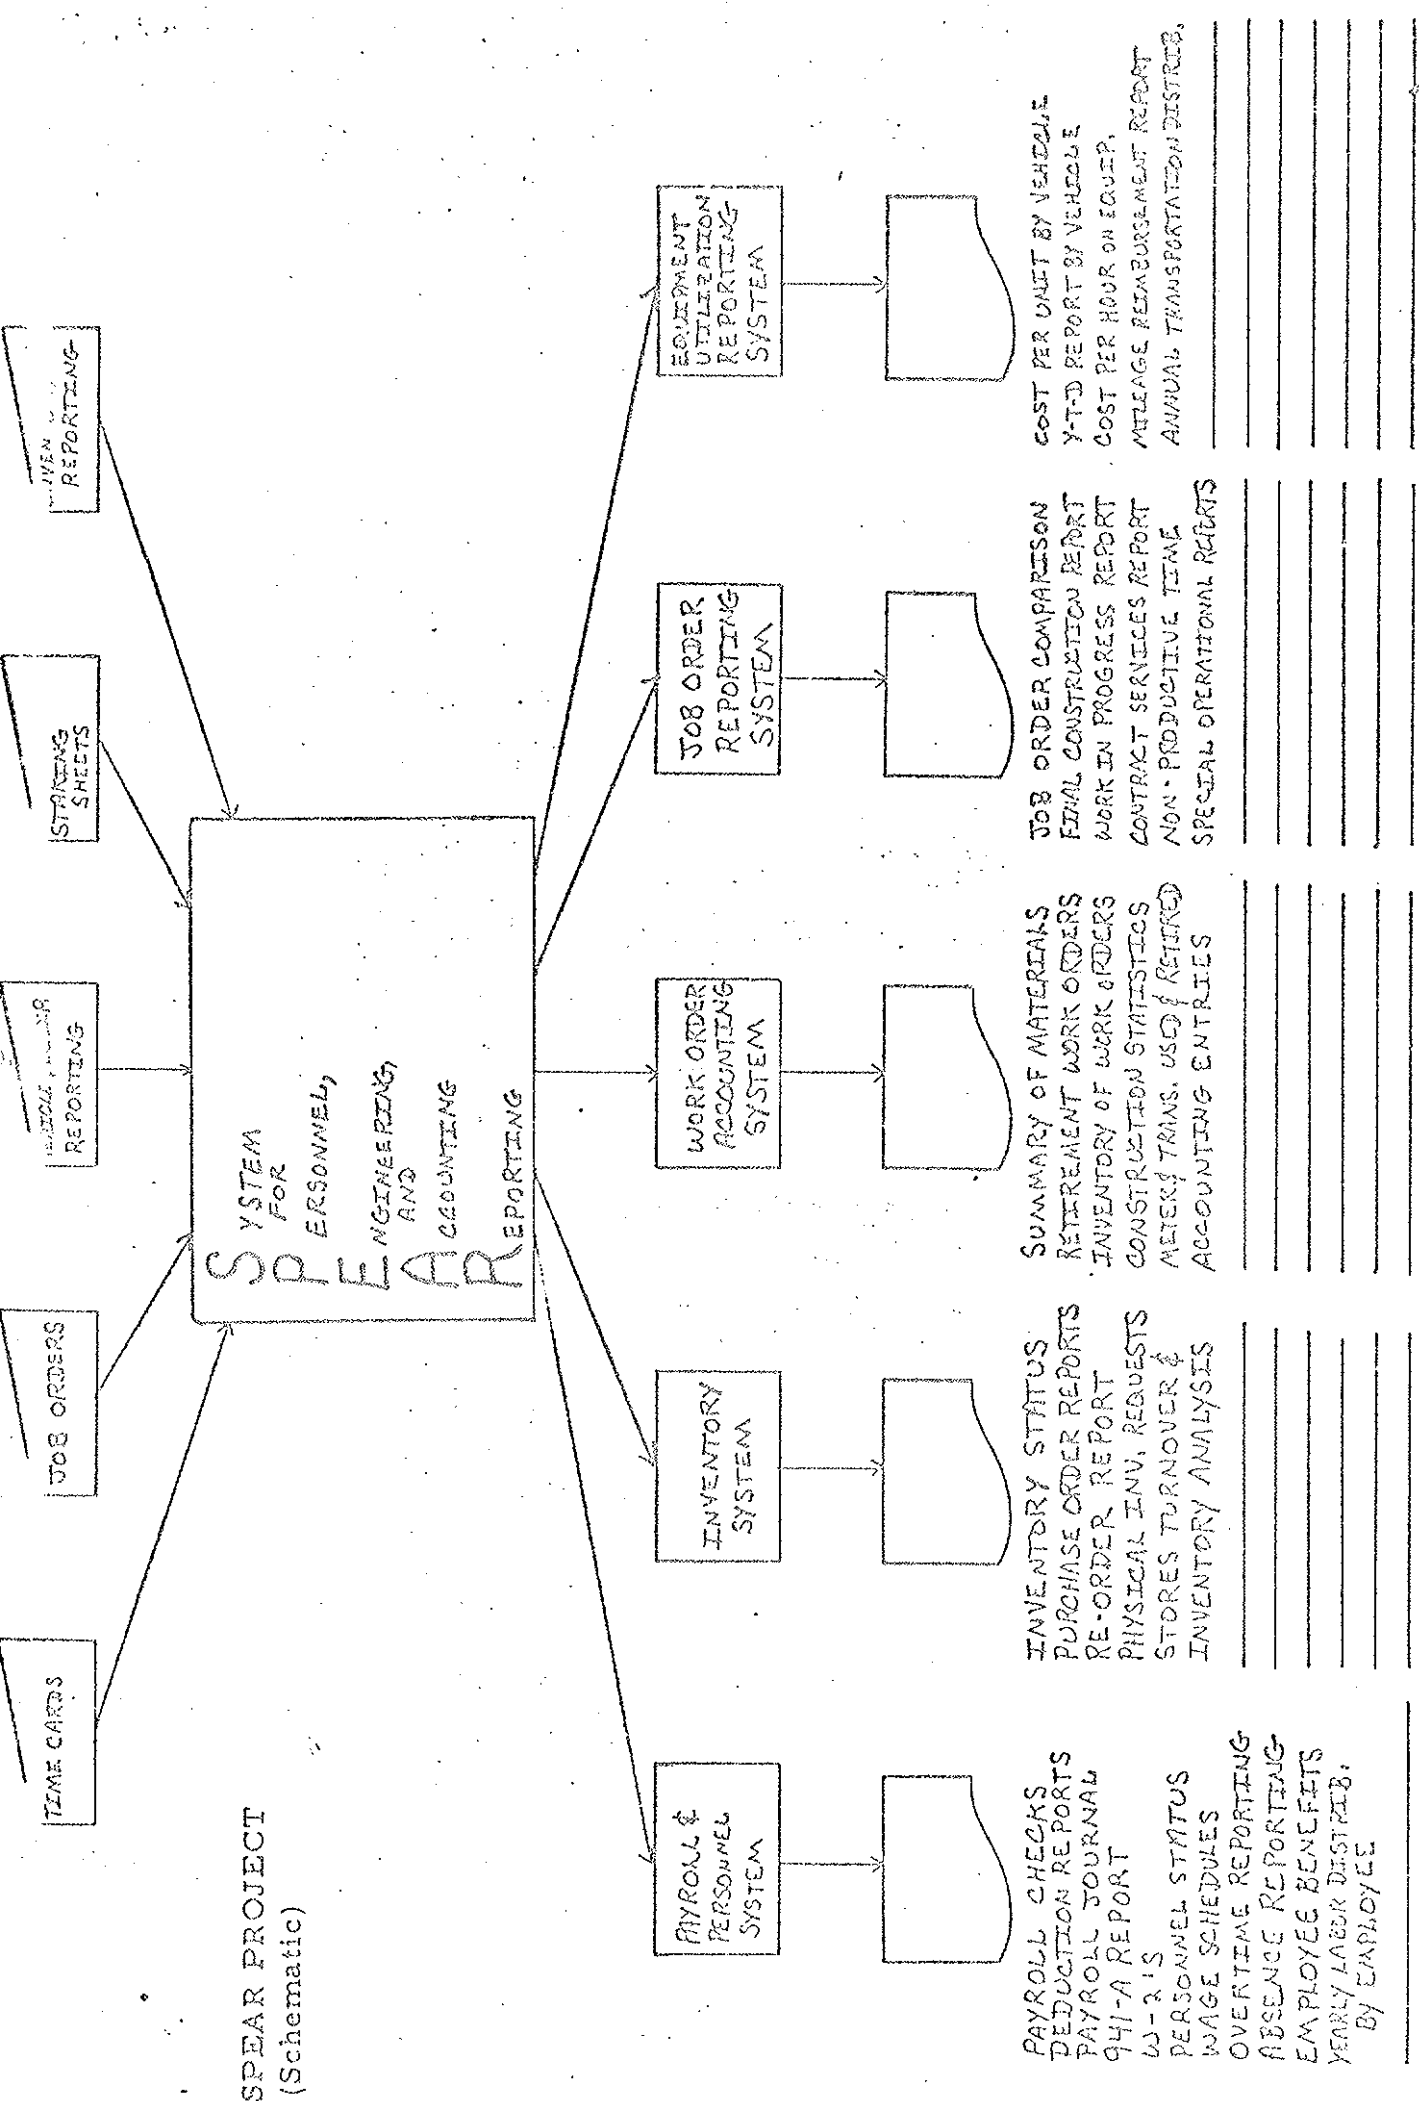 SPEAR PROJECT
(Schematic)
TIME CARDS
JOB ORDERS
REPORTING
STAKING
SHEETS
REPORTING
SYSTEM
FOR
PERSONNEL,
ENGINEERING,
AND
ACCOUNTING
REPORTING
PAYROLL &
PERSONNEL
SYSTEM
INVENTORY
SYSTEM
WORK ORDER
ACCOUNTING
SYSTEM
JOB ORDER
REPORTING
SYSTEM
EQUIPMENT
UTILIZATION
REPORTING
SYSTEM
PAYROLL CHECKS
DEDUCTION REPORTS
PAYROLL JOURNAL
941-A REPORT
W-2'S
PERSONNEL STATUS
WAGE SCHEDULES
OVERTIME REPORTING
ABSENCE REPORTING
EMPLOYEE BENEFITS
YEARLY LABOR DISTRIB.
BY EMPLOYEE
INVENTORY STATUS
PURCHASE ORDER REPORTS
RE-ORDER REPORT
PHYSICAL INV. REQUESTS
STORES TURNOVER &
INVENTORY ANALYSIS
SUMMARY OF MATERIALS
RETIREMENT WORK ORDERS
INVENTORY OF WORK ORDERS
CONSTRUCTION STATISTICS
METER & TRANS. USED & RETIRED
ACCOUNTING ENTRIES
JOB ORDER COMPARISON
FINAL CONSTRUCTION REPORT
WORK IN PROGRESS REPORT
CONTRACT SERVICES REPORT
NON-PRODUCTIVE TIME
SPECIAL OPERATIONAL REPORTS
COST PER UNIT BY VEHICLE
Y-T-D REPORT BY VEHICLE
COST PER HOUR ON EQUIP.
MILEAGE REIMBURSEMENT REPORT
ANNUAL TRANSPORTATION DISTRIB.